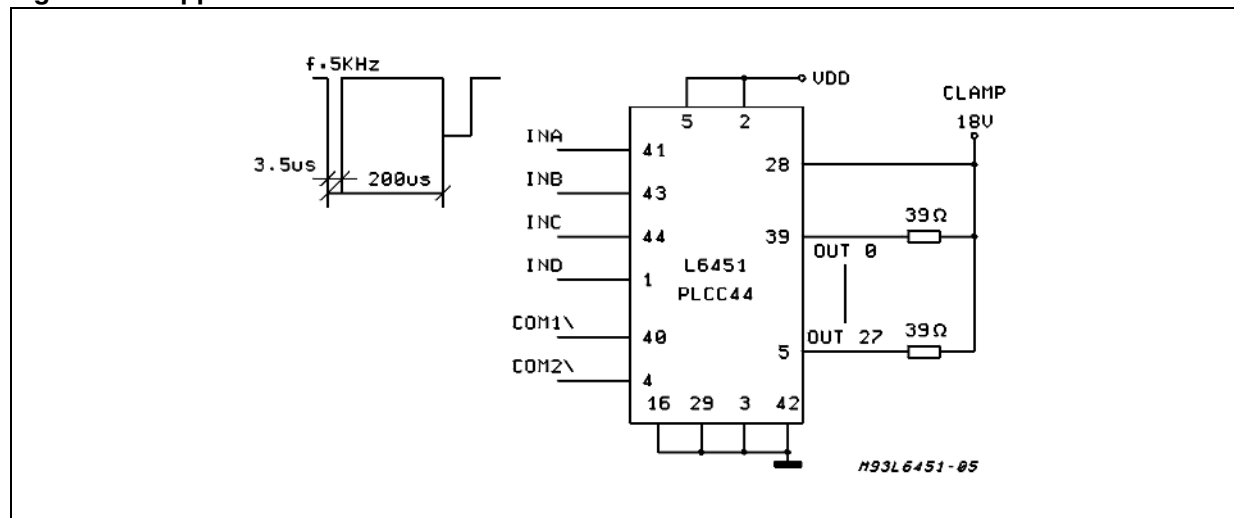 f.5KHz
3.5us
200us
INA
INB
INC
IND
COM1\
COM2\
41
43
44
1
40
4
5 2
VDD
L6451
PLCC44
28
39
5
16 29 3 42
CLAMP
18V
39Ω
OUT 0
OUT 27
39Ω
M93L6451-05